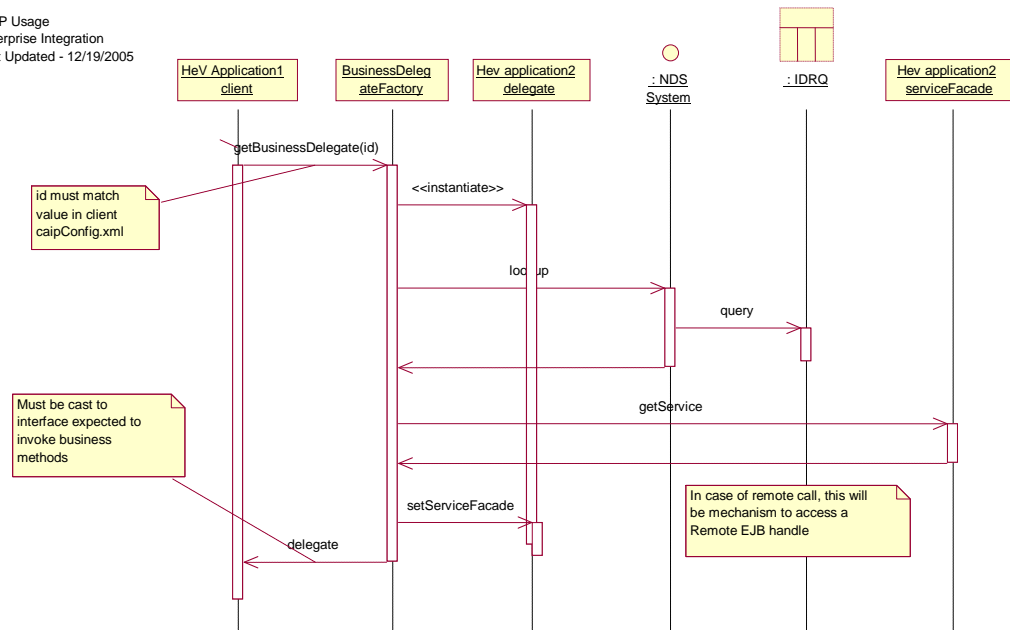 P Usage
erprise Integration
t Updated - 12/19/2005
HeV Application1
client
BusinessDeleg
ateFactory
Hev application2
delegate
: NDS
System
: IDRQ
Hev application2
serviceFacade
getBusinessDelegate(id)
<<instantiate>>
id must match
value in client
caipConfig.xml
lookup
query
Must be cast to
interface expected to
invoke business
methods
getService
In case of remote call, this will
be mechanism to access a
Remote EJB handle
setServiceFacade
delegate